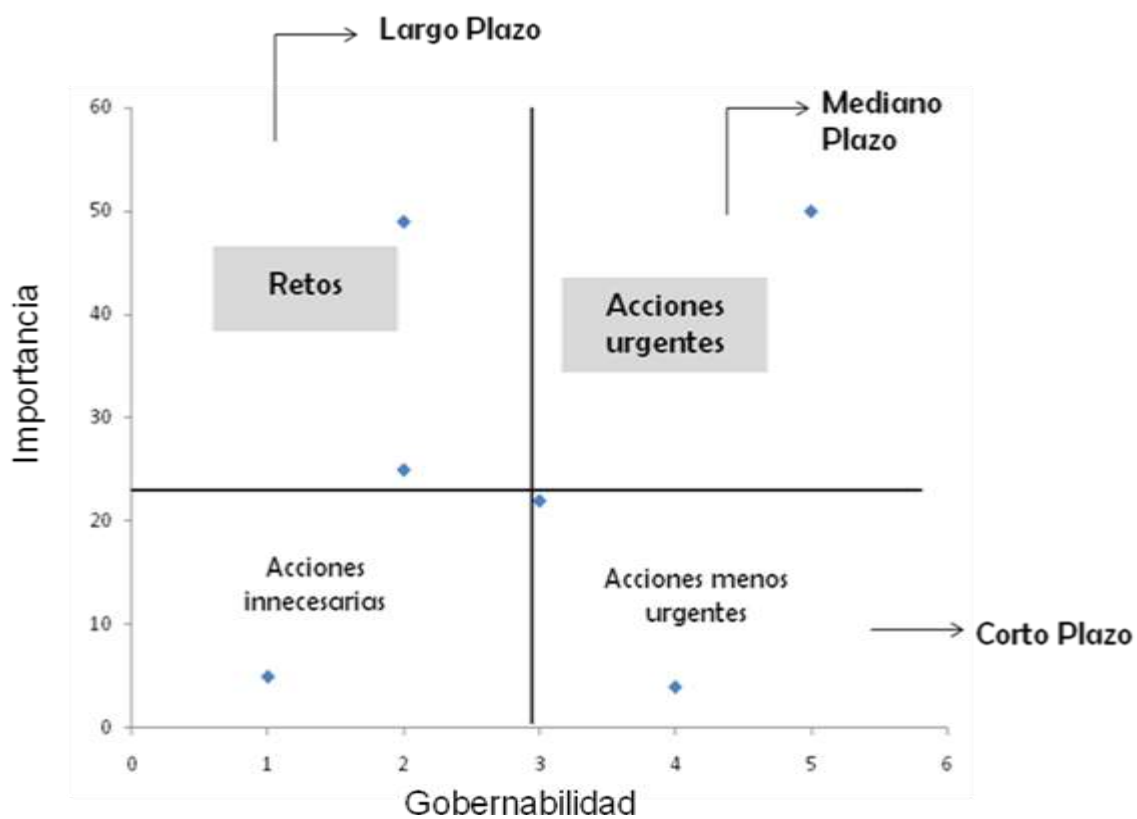 Largo Plazo
Mediano
Plazo
60
50
40
30
20
10
0
Importancia
Retos
Acciones
urgentes
Acciones
innecesarias
Acciones menos
urgentes
Corto Plazo
0 1 2 3 4 5 6
Gobernabilidad